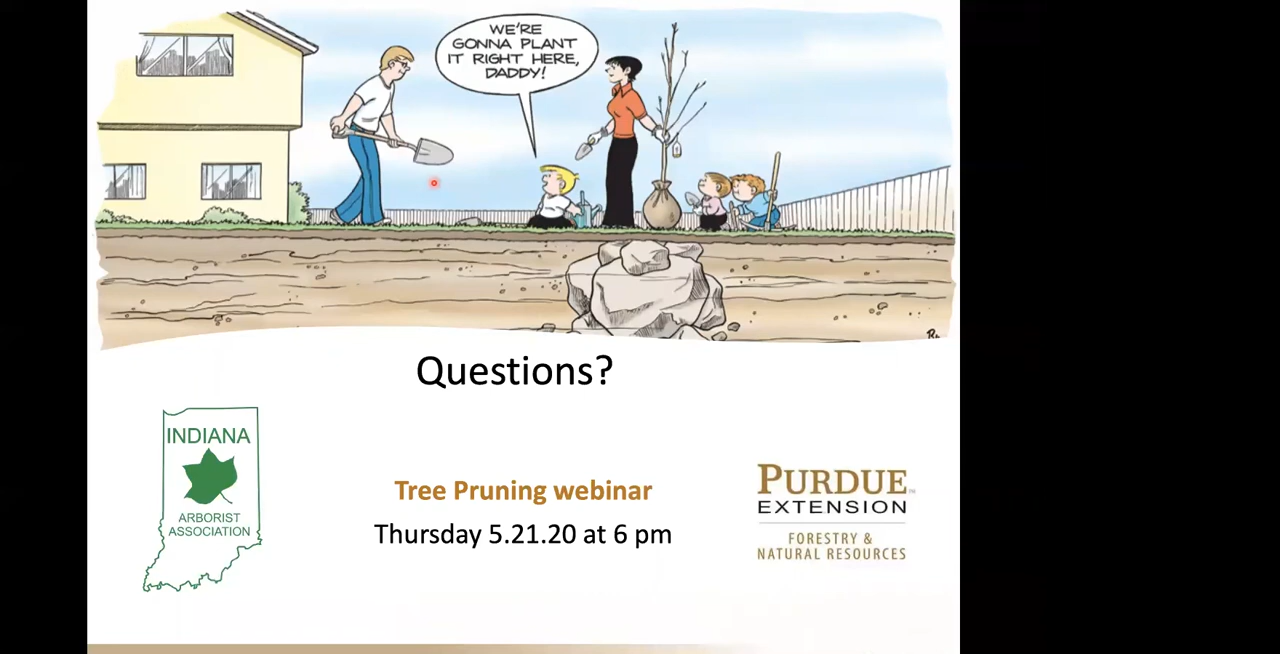 WE'RE
GONNA PLANT
IT RIGHT HERE,
DADDY!
Questions?
INDIANA
ARBORIST
ASSOCIATION
Tree Pruning webinar
Thursday 5.21.20 at 6 pm
PURDUE
EXTENSION
FORESTRY &
NATURAL RESOURCES